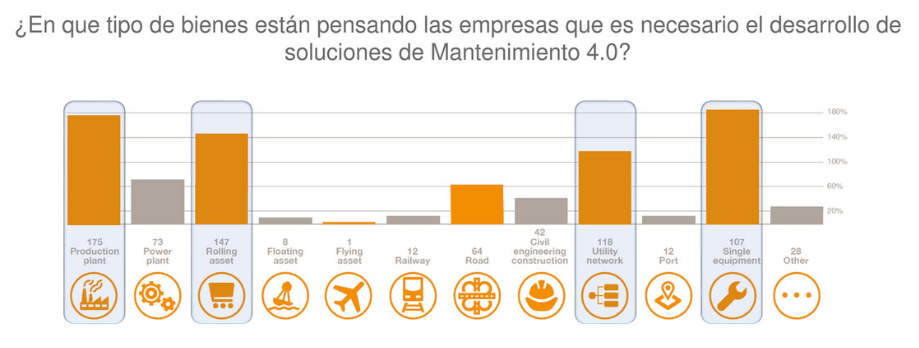 ¿En que tipo de bienes están pensando las empresas que es necesario el desarrollo de
soluciones de Mantenimiento 4.0?
180%
140%
100%
60%
20%
175
Production
plant
73
Power
plant
147
Rolling
asset
8
Floating
asset
1
Flying
asset
12
Railway
64
Road
42
Civil
engineering
construction
118
Utility
network
12
Port
107
Single
equipment
28
Other